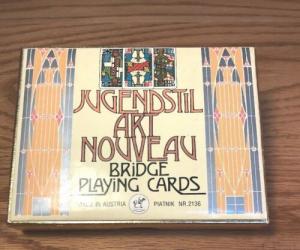 JUGENDSTIL
ART
NOUVEAU
BRIDGE
PLAYING CARDS
MADE IN AUSTRIA PIATNIK NR. 2136